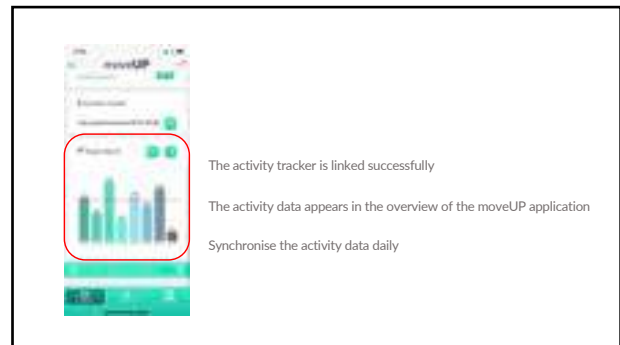 moveUP
The activity tracker is linked successfully
The activity data appears in the overview of the moveUP application
Synchronise the activity data daily